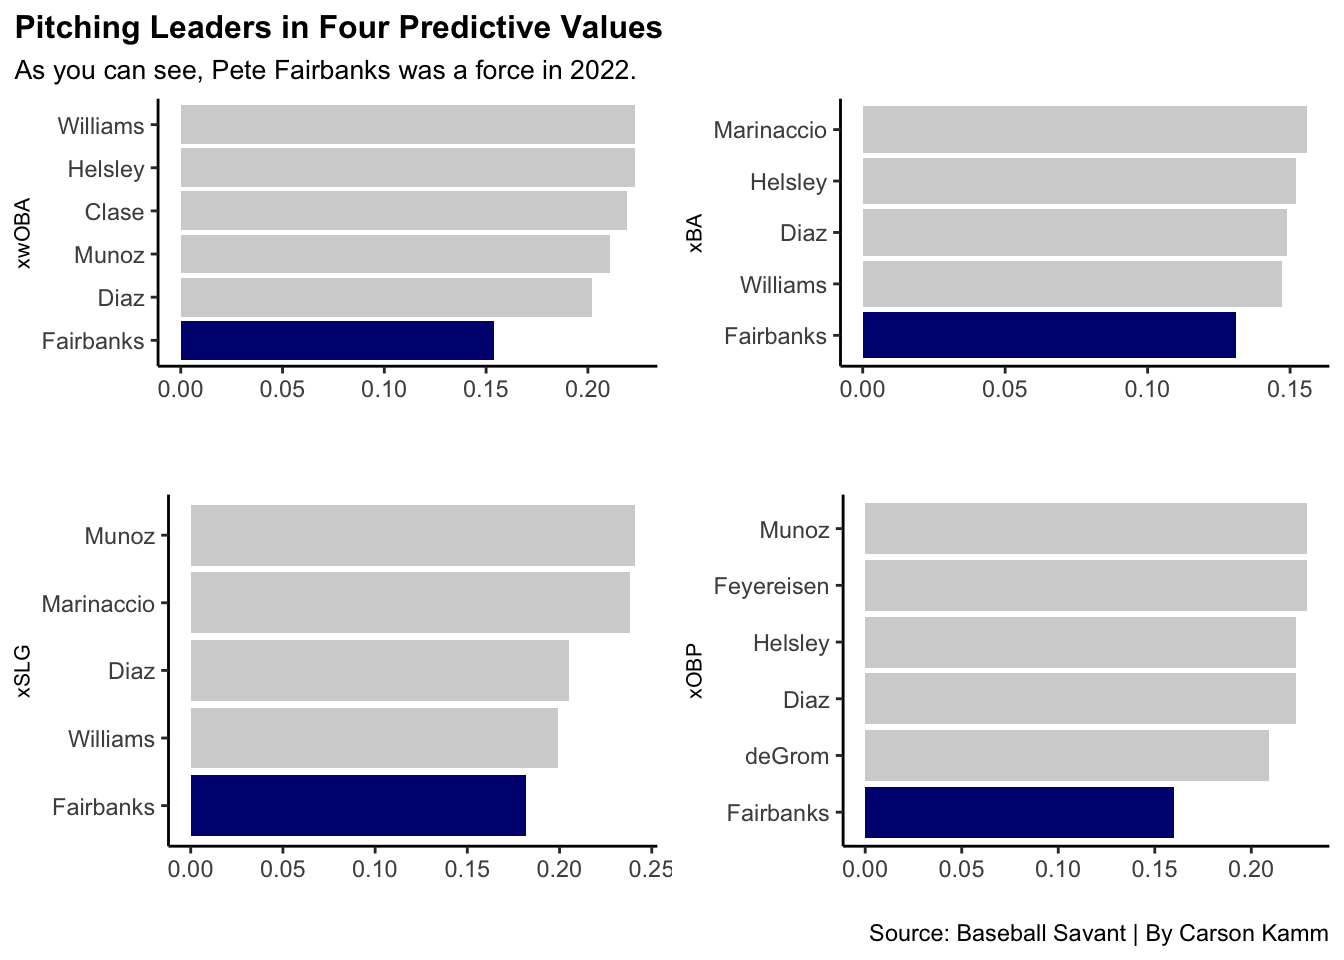 Pitching Leaders in Four Predictive Values
As you can see, Pete Fairbanks was a force in 2022.
xwOBA
Williams
Helsley
Clase
Munoz
Diaz
Fairbanks
0.00 0.05 0.10 0.15 0.20
xBA
Marinaccio
Helsley
Diaz
Williams
Fairbanks
0.00 0.05 0.10 0.15
xSLG
Munoz
Marinaccio
Diaz
Williams
Fairbanks
0.00 0.05 0.10 0.15 0.20 0.25
xOBP
Munoz
Feyereisen
Helsley
Diaz
deGrom
Fairbanks
0.00 0.05 0.10 0.15 0.20
Source: Baseball Savant | By Carson Kamm